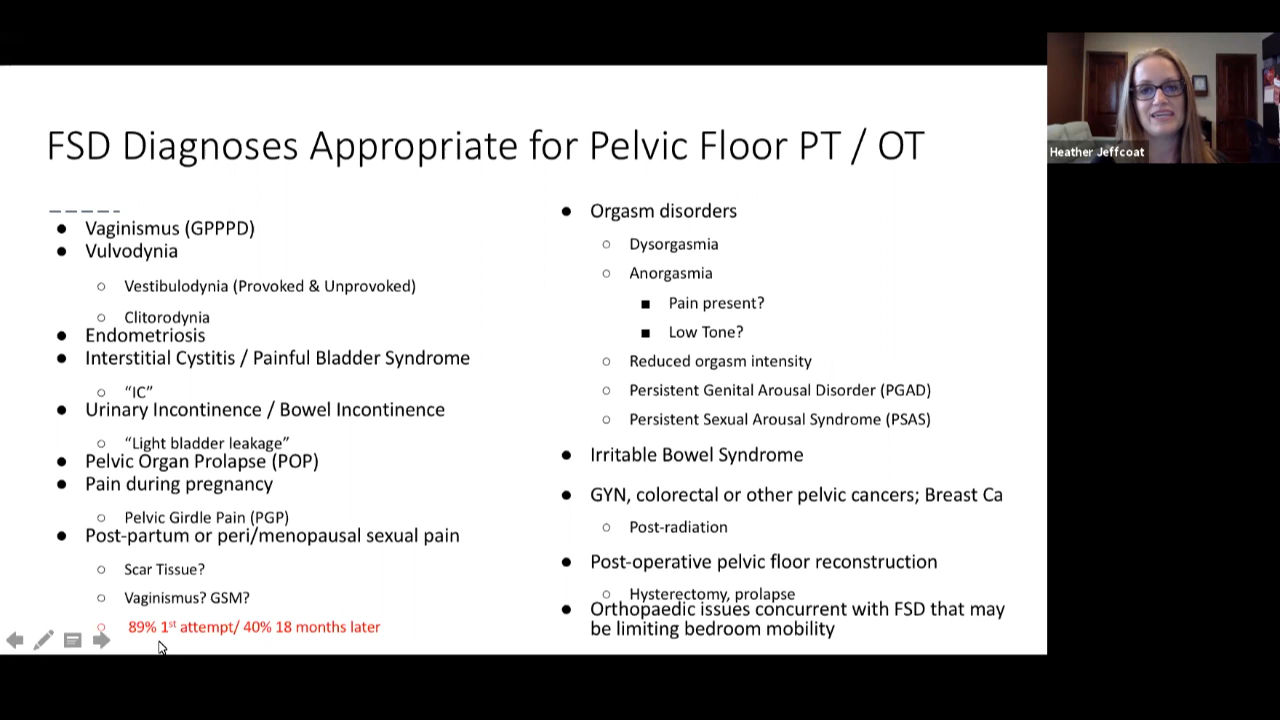 FSD Diagnoses Appropriate for Pelvic Floor PT / OT
Heather Jeffcoat
● Vaginismus (GPPPD)
● Vulvodynia
○ Vestibulodynia (Provoked & Unprovoked)
○ Clitorodynia
● Endometriosis
● Interstitial Cystitis / Painful Bladder Syndrome
○ “IC”
● Urinary Incontinence / Bowel Incontinence
○ “Light bladder leakage”
● Pelvic Organ Prolapse (POP)
● Pain during pregnancy
○ Pelvic Girdle Pain (PGP)
● Post-partum or peri/menopausal sexual pain
○ Scar Tissue?
○ Vaginismus? GSM?
○ 89% 1st attempt/ 40% 18 months later
● Orgasm disorders
○ Dysorgasmia
○ Anorgasmia
■ Pain present?
■ Low Tone?
○ Reduced orgasm intensity
○ Persistent Genital Arousal Disorder (PGAD)
○ Persistent Sexual Arousal Syndrome (PSAS)
● Irritable Bowel Syndrome
● GYN, colorectal or other pelvic cancers; Breast Ca
○ Post-radiation
● Post-operative pelvic floor reconstruction
○ Hysterectomy, prolapse
● Orthopaedic issues concurrent with FSD that may
be limiting bedroom mobility